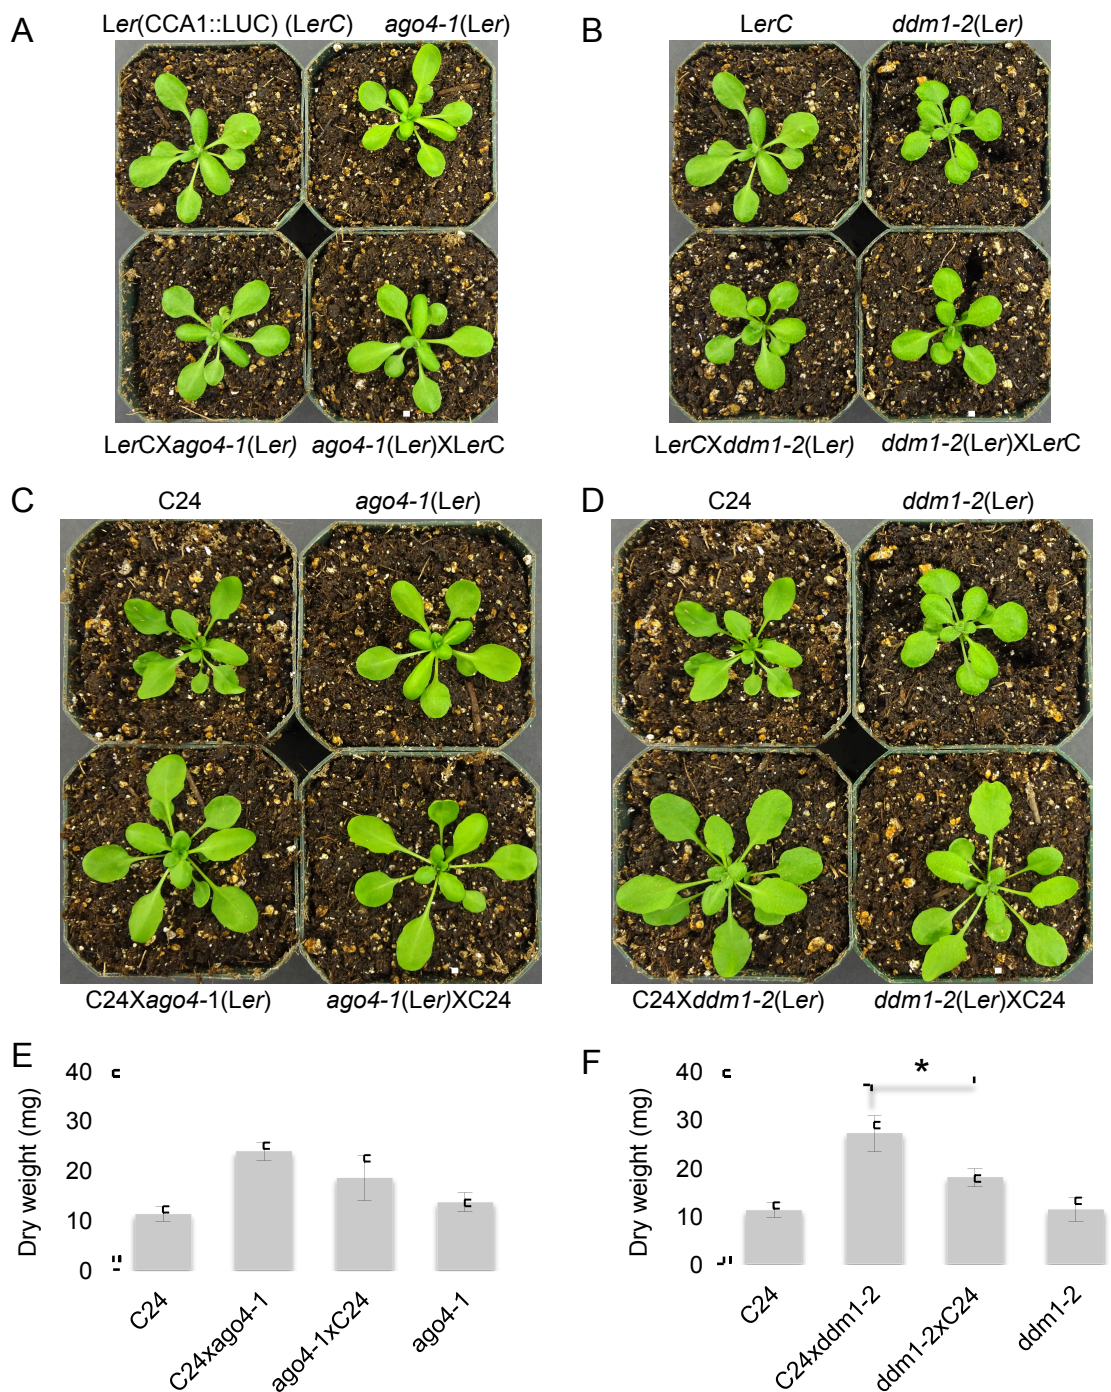 A
Ler(CCA1::LUC) (LerC) ago4-1(Ler)
LerCXago4-1(Ler) ago4-1(Ler)XLerC
B
LerC ddm1-2(Ler)
LerCXddm1-2(Ler) ddm1-2(Ler)XLerC
C
C24 ago4-1(Ler)
C24Xago4-1(Ler) ago4-1(Ler)XC24
D
C24 ddm1-2(Ler)
C24Xddm1-2(Ler) ddm1-2(Ler)XC24
E
Dry weight (mg)
40
30
20
10
0
C24
C24xago4-1
ago4-1xC24
ago4-1
F
Dry weight (mg)
40
30
20
10
0
*
C24
C24xddm1-2
ddm1-2xC24
ddm1-2